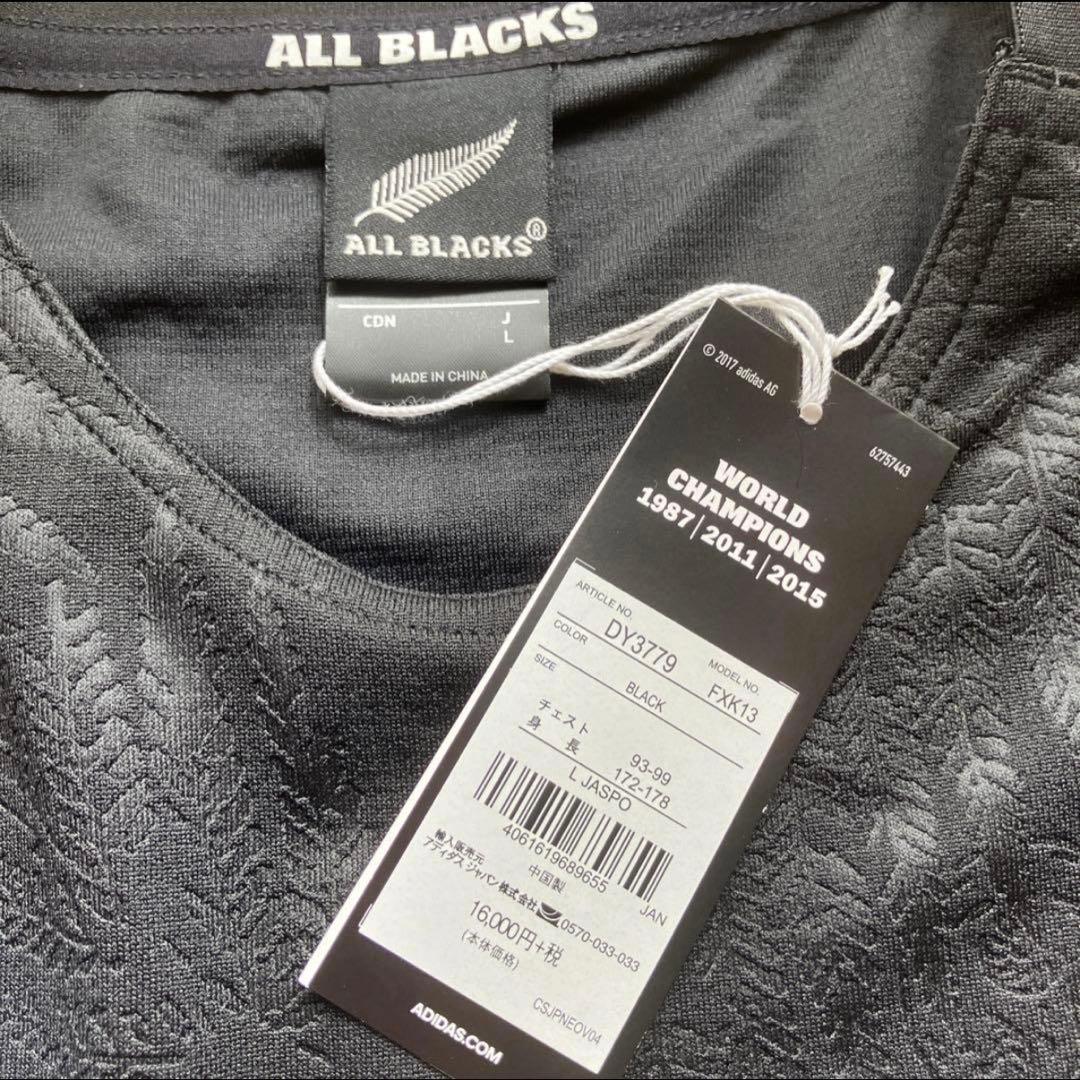 ALL BLACKS
ALL BLACKS®
CDN J
L
MADE IN CHINA
© 2017 adidas AG
62757443
WORLD
CHAMPIONS
1987|2011|2015
ARTICLE NO. DY3779 MODEL NO. FXK13
COLOR BLACK
SIZE
チェスト 93-99
身長 172-178
L JASPO
4061619689655
JAN
輸入販売元 中国製
アディダス ジャパン株式会社 0570-033-033
16,000円+税
(本体価格)
CSJPNEOV04
ADIDAS.COM